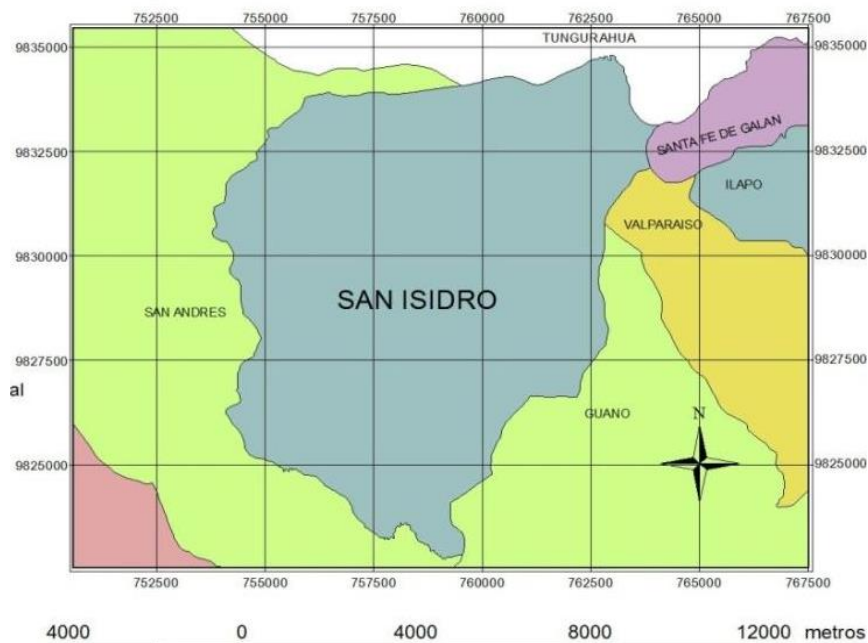 752500 755000 757500 760000 762500 765000 767500
TUNGURAHUA
9835000 9835000
SANTA FE DE GALAN
9832500 9832500
ILAPO
VALPARAISO
9830000 9830000
SAN ISIDRO
SAN ANDRES
9827500 9827500
al
GUANO
N
9825000 9825000
752500 755000 757500 760000 762500 765000 767500
4000 0 4000 8000 12000 metros